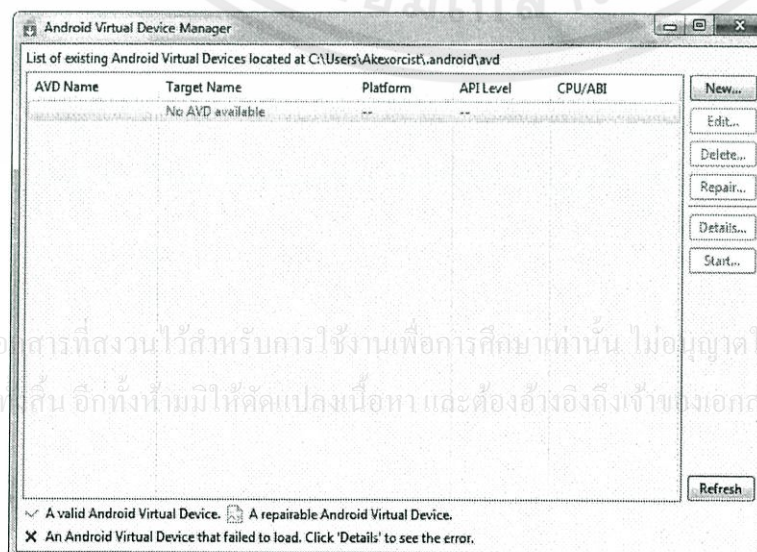 Android Virtual Device Manager
List of existing Android Virtual Devices located at C:\Users\Akexorcist\.android\avd
AVD Name Target Name Platform API Level CPU/ABI
No AVD available -- --
New...
Edit...
Delete...
Repair...
Details...
Start...
อกสารที่สงวนไว้สำหรับการใช้งานเพื่อการศึกษาเท่านั้น ไม่อนุญาตใ
ทั้งสิ้น อีกทั้งห้ามมิให้ดัดแปลงเนื้อหา และต้องอ้างอิงถึงเจ้าของเอกส
Refresh
A valid Android Virtual Device. A repairable Android Virtual Device.
An Android Virtual Device that failed to load. Click 'Details' to see the error.